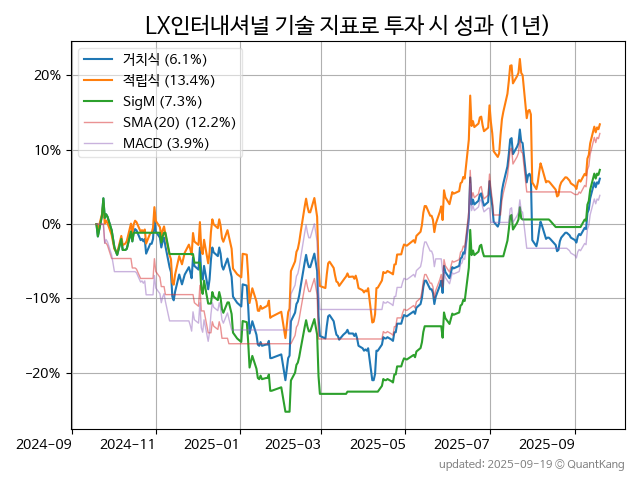 LX인터내셔널 기술 지표로 투자 시 성과 (1년)
거치식 (6.1%)
적립식 (13.4%)
SigM (7.3%)
SMA(20) (12.2%)
MACD (3.9%)
20%
10%
0%
−10%
−20%
2024-09 2024-11 2025-01 2025-03 2025-05 2025-07 2025-09
updated: 2025-09-19 © QuantKang